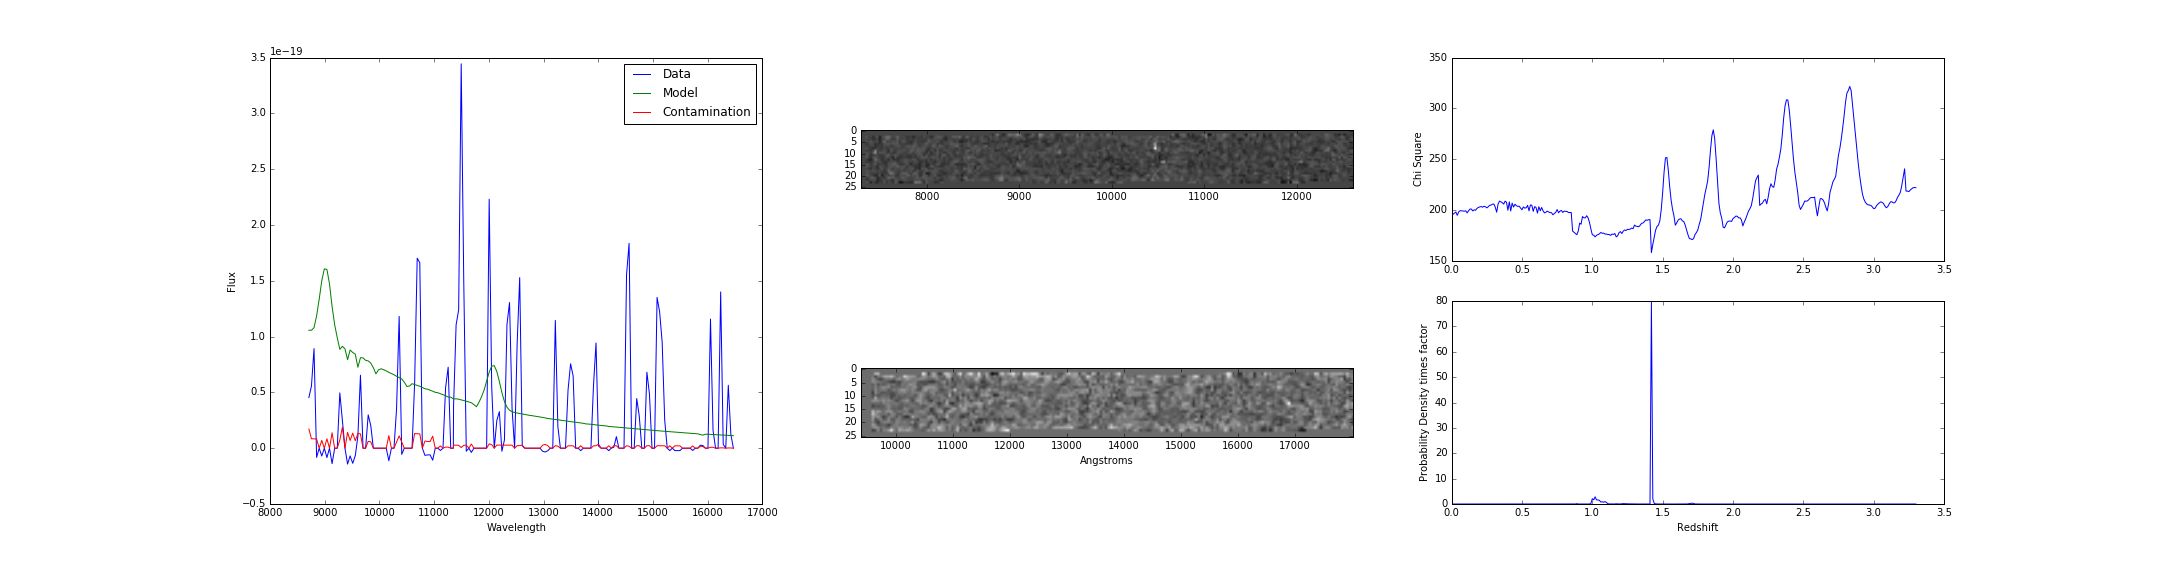 1e−19
3.5
3.0
2.5
2.0
1.5
1.0
0.5
0.0
−0.5
Flux
8000 9000 10000 11000 12000 13000 14000 15000 16000 17000
Wavelength
Data
Model
Contamination
0
5
10
15
20
25
8000 9000 10000 11000 12000
0
5
10
15
20
25
10000 11000 12000 13000 14000 15000 16000 17000
Angstroms
350
300
250
200
150
Chi Square
0.0 0.5 1.0 1.5 2.0 2.5 3.0 3.5
80
70
60
50
40
30
20
10
0
Probability Density times factor
0.0 0.5 1.0 1.5 2.0 2.5 3.0 3.5
Redshift